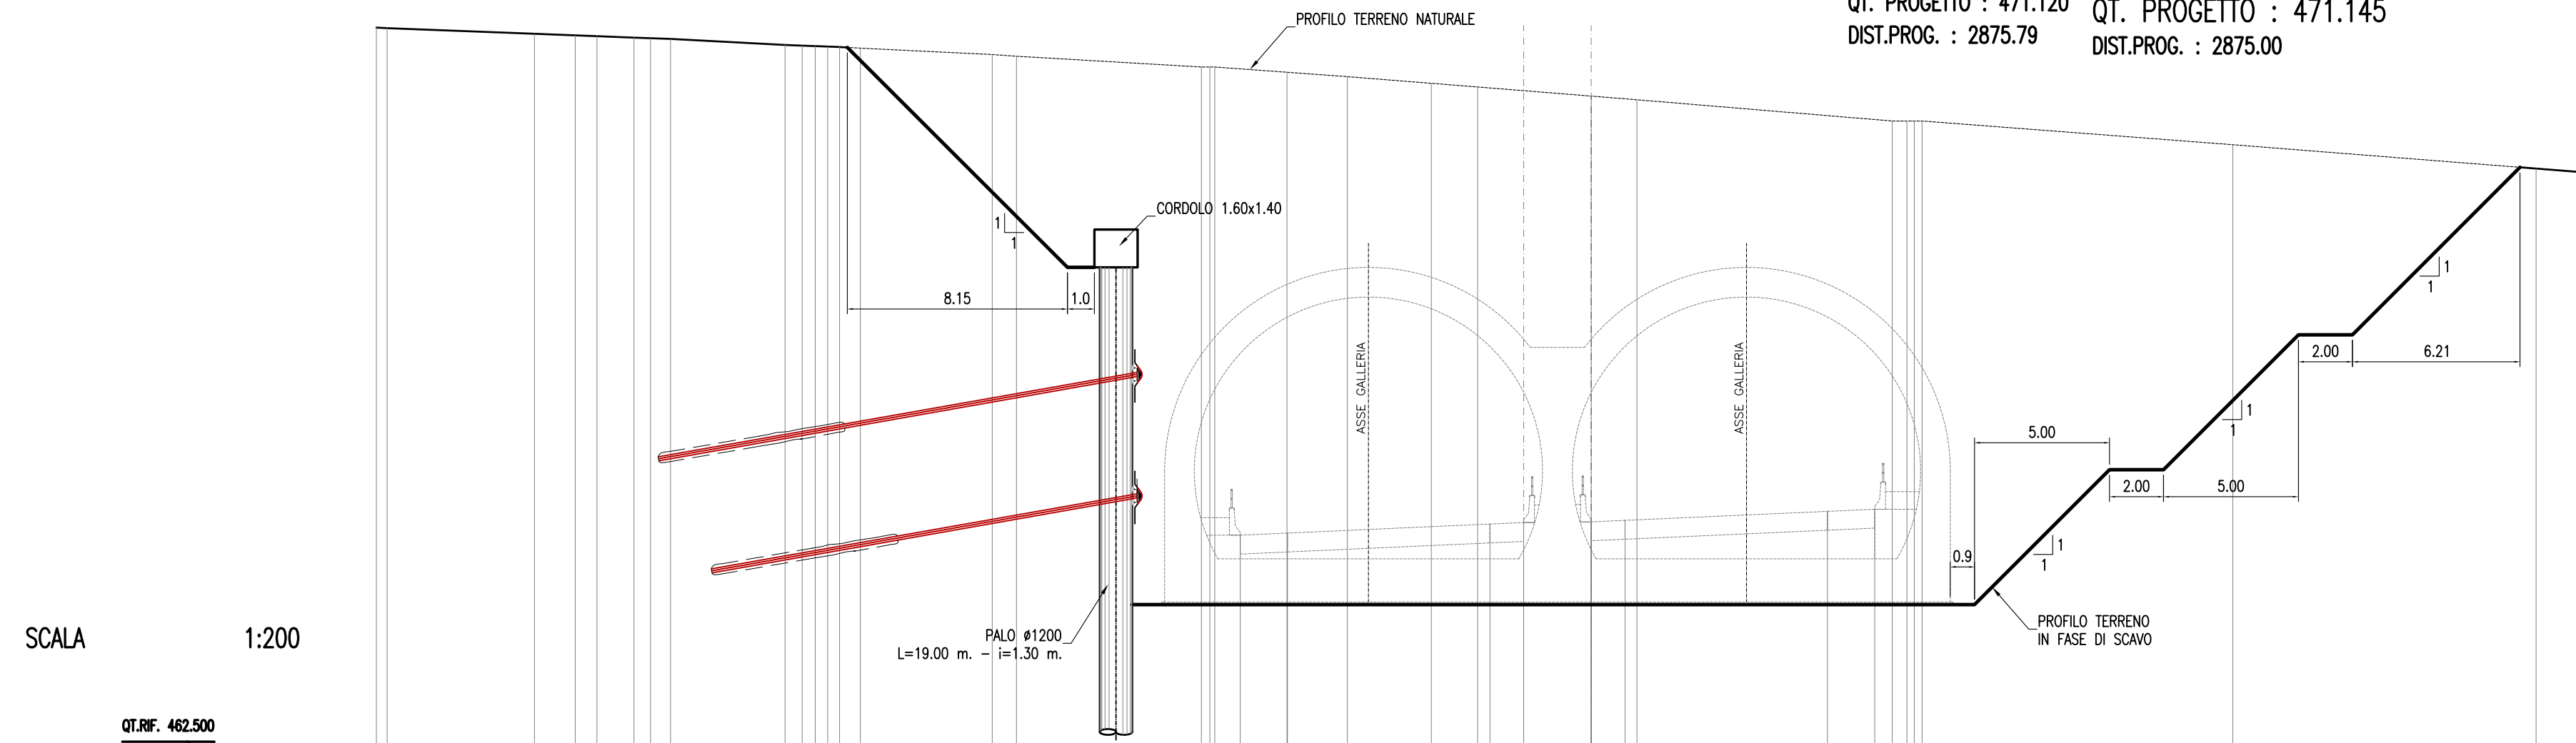 PROFILO TERRENO NATURALE
QT. PROGETTO : 471.120
QT. PROGETTO : 471.145
DIST.PROG. : 2875.79
DIST.PROG. : 2875.00
CORDOLO 1.60x1.40
1
1
8.15
1.0
ASSE GALLERIA
ASSE GALLERIA
1
1
2.00
6.21
1
1
5.00
2.00
5.00
1
1
0.9
PALO ø1200
L=19.00 m. - i=1.30 m.
PROFILO TERRENO
IN FASE DI SCAVO
SCALA 1:200
QT.RIF. 462.500